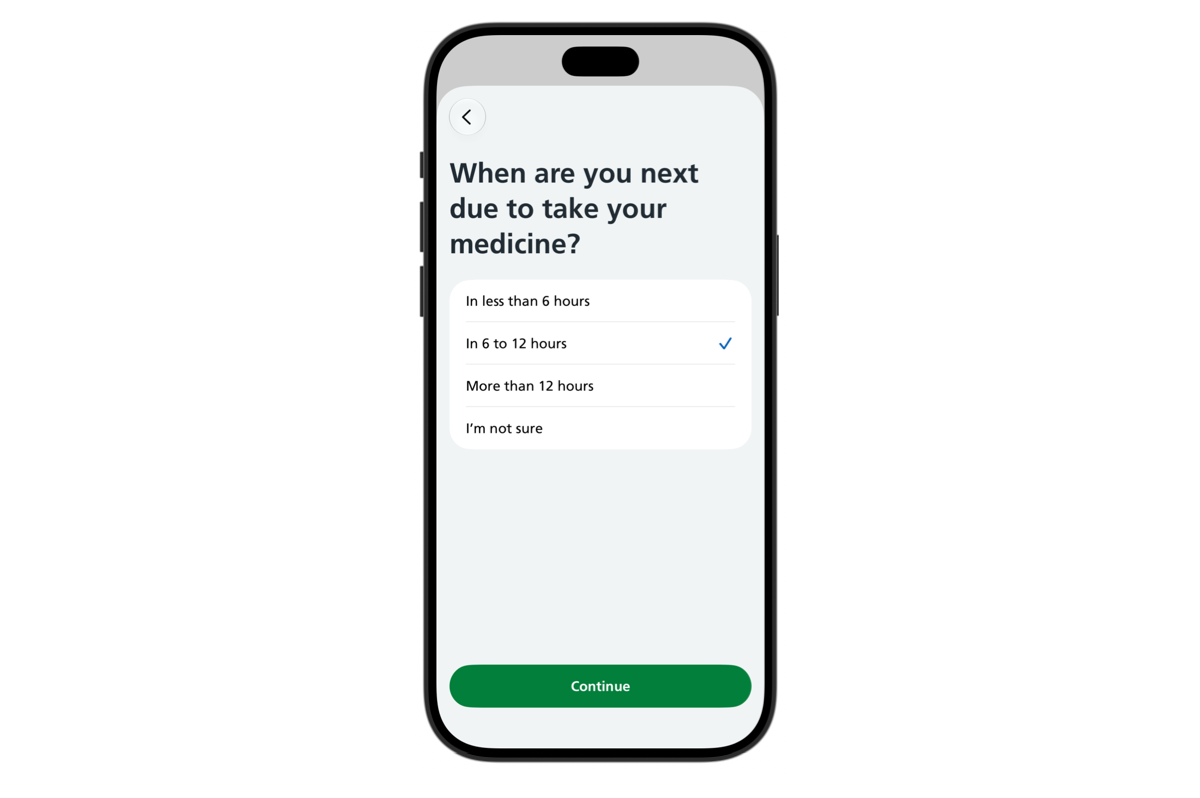 When are you next
due to take your
medicine?
In less than 6 hours
In 6 to 12 hours
More than 12 hours
I’m not sure
Continue